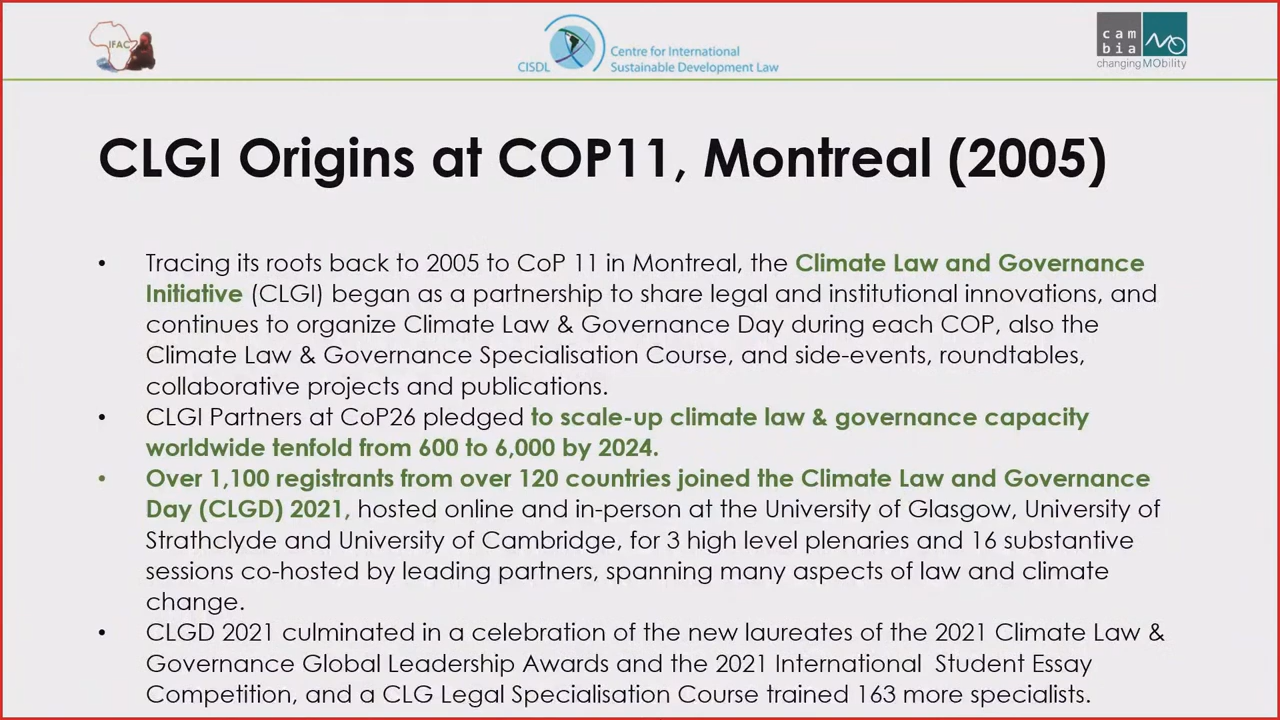 IFAC
CISDL
Centre for International
Sustainable Development Law
cam
bia
MO
changing MObility
CLGI Origins at COP11, Montreal (2005)
• Tracing its roots back to 2005 to CoP 11 in Montreal, the Climate Law and Governance
Initiative (CLGI) began as a partnership to share legal and institutional innovations, and
continues to organize Climate Law & Governance Day during each COP, also the
Climate Law & Governance Specialisation Course, and side-events, roundtables,
collaborative projects and publications.
• CLGI Partners at CoP26 pledged to scale-up climate law & governance capacity
worldwide tenfold from 600 to 6,000 by 2024.
• Over 1,100 registrants from over 120 countries joined the Climate Law and Governance
Day (CLGD) 2021, hosted online and in-person at the University of Glasgow, University of
Strathclyde and University of Cambridge, for 3 high level plenaries and 16 substantive
sessions co-hosted by leading partners, spanning many aspects of law and climate
change.
• CLGD 2021 culminated in a celebration of the new laureates of the 2021 Climate Law &
Governance Global Leadership Awards and the 2021 International Student Essay
Competition, and a CLG Legal Specialisation Course trained 163 more specialists.